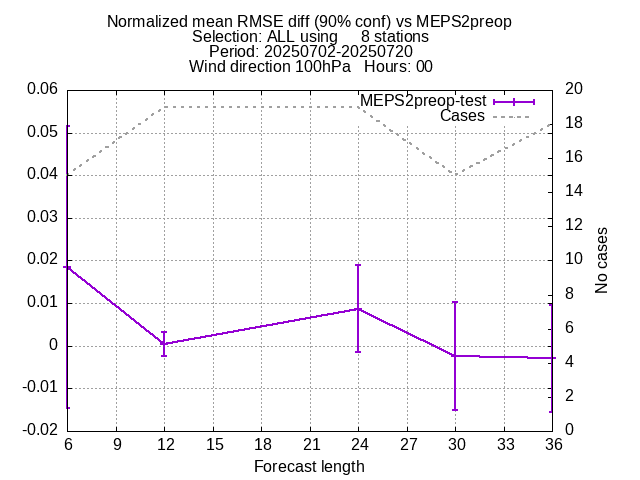 Normalized mean RMSE diff (90% conf) vs MEPS2preop
Selection: ALL using     8 stations
Period: 20250702-20250720
Wind direction 100hPa   Hours: 00
MEPS2preop-test
Cases
0.06
0.05
0.04
0.03
0.02
0.01
0
-0.01
-0.02
20
18
16
14
12
10
8
6
4
2
0
No cases
6 9 12 15 18 21 24 27 30 33 36
Forecast length